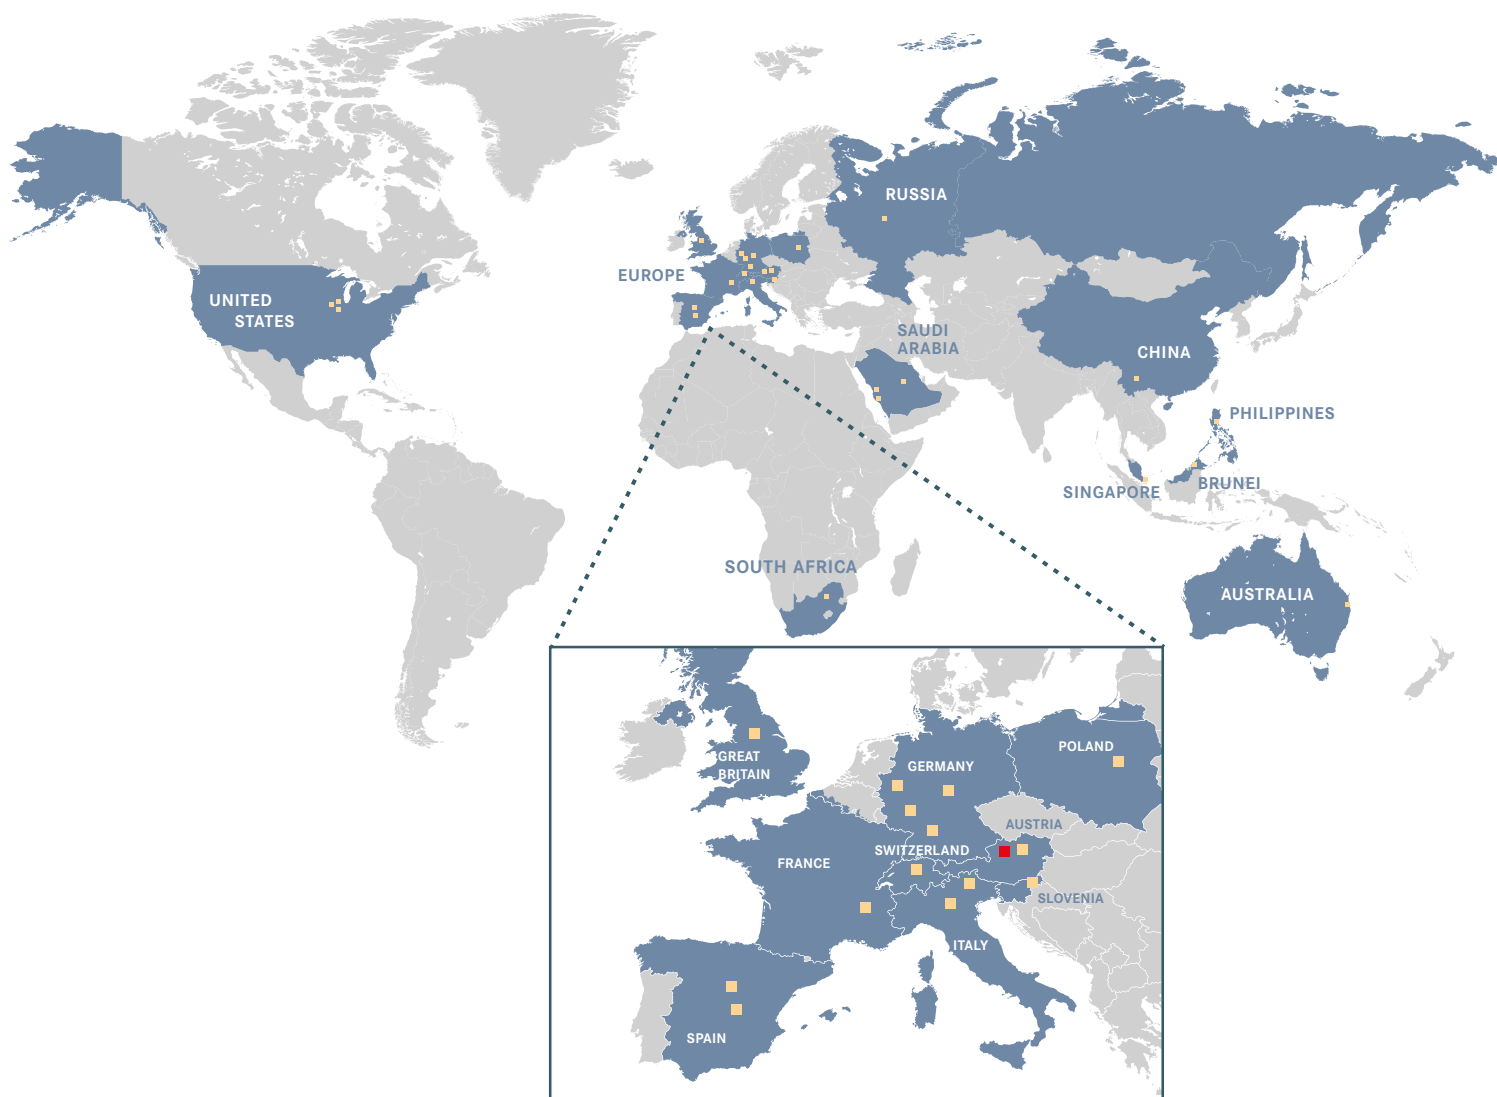 RUSSIA
EUROPE
UNITED
STATES
SAUDI
ARABIA
CHINA
PHILIPPINES
SINGAPORE
BRUNEI
SOUTH AFRICA
AUSTRALIA
GREAT
BRITAIN
POLAND
GERMANY
AUSTRIA
SWITZERLAND
FRANCE
SLOVENIA
ITALY
SPAIN